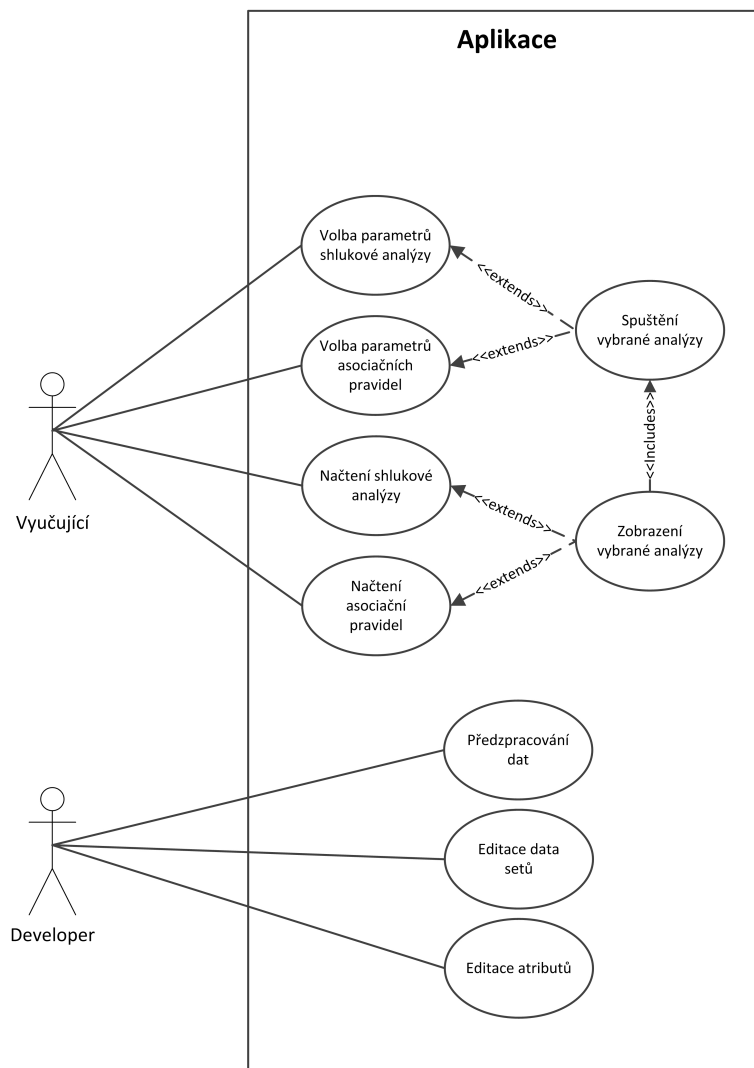 Aplikace
Volba parametrů
shlukové analýzy
<<extends>>
Spuštění
vybrané analýzy
Volba parametrů
asociačních
pravidel
<<extends>>
<<Includes>>
Vyučující
Načtení shlukové
analýzy
<<extends>>
Zobrazení
vybrané analýzy
Načtení
asociační
pravidel
<<extends>>
Předzpracování
dat
Editace data
setů
Developer
Editace atributů